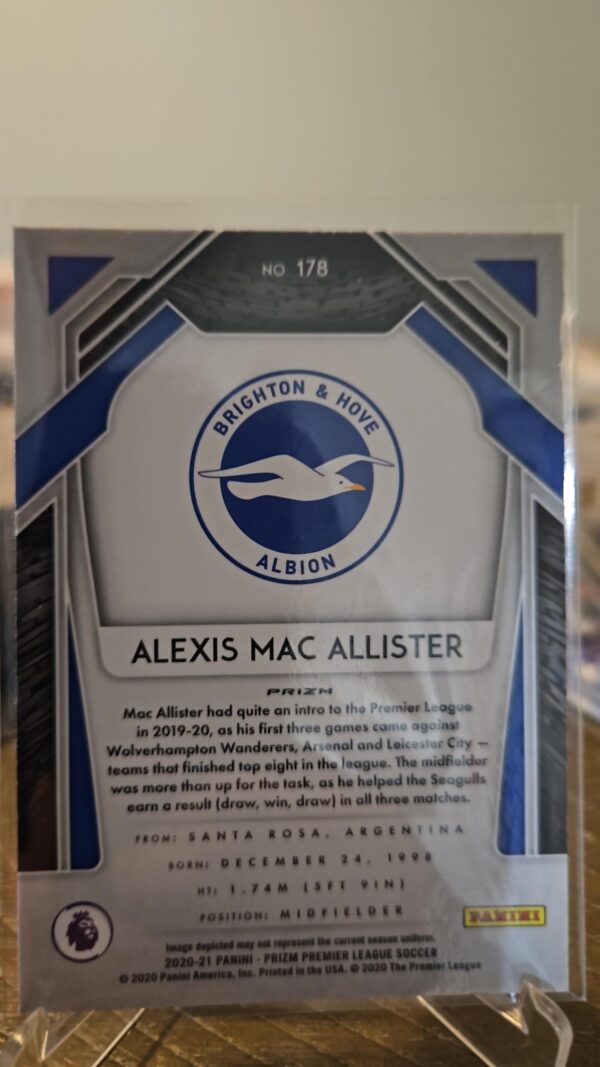 NO. 178
BRIGHTON & HOVE
ALBION
ALEXIS MAC ALLISTER
PRIZM
Mac Allister had quite an intro to the Premier League
in 2019-20, as his first three games came against
Wolverhampton Wanderers, Arsenal and Leicester City —
teams that finished top eight in the league. The midfielder
was more than up for the task, as he helped the Seagulls
earn a result (draw, win, draw) in all three matches.
FROM: SANTA ROSA, ARGENTINA
BORN: DECEMBER 24, 1998
HT: 1.74M (5FT 9IN)
POSITION: MIDFIELDER
PANINI
Image depicted may not represent the current season uniform.
2020-21 PANINI - PRIZM PREMIER LEAGUE SOCCER
© 2020 Panini America, Inc. Printed in the USA. © 2020 The Premier League